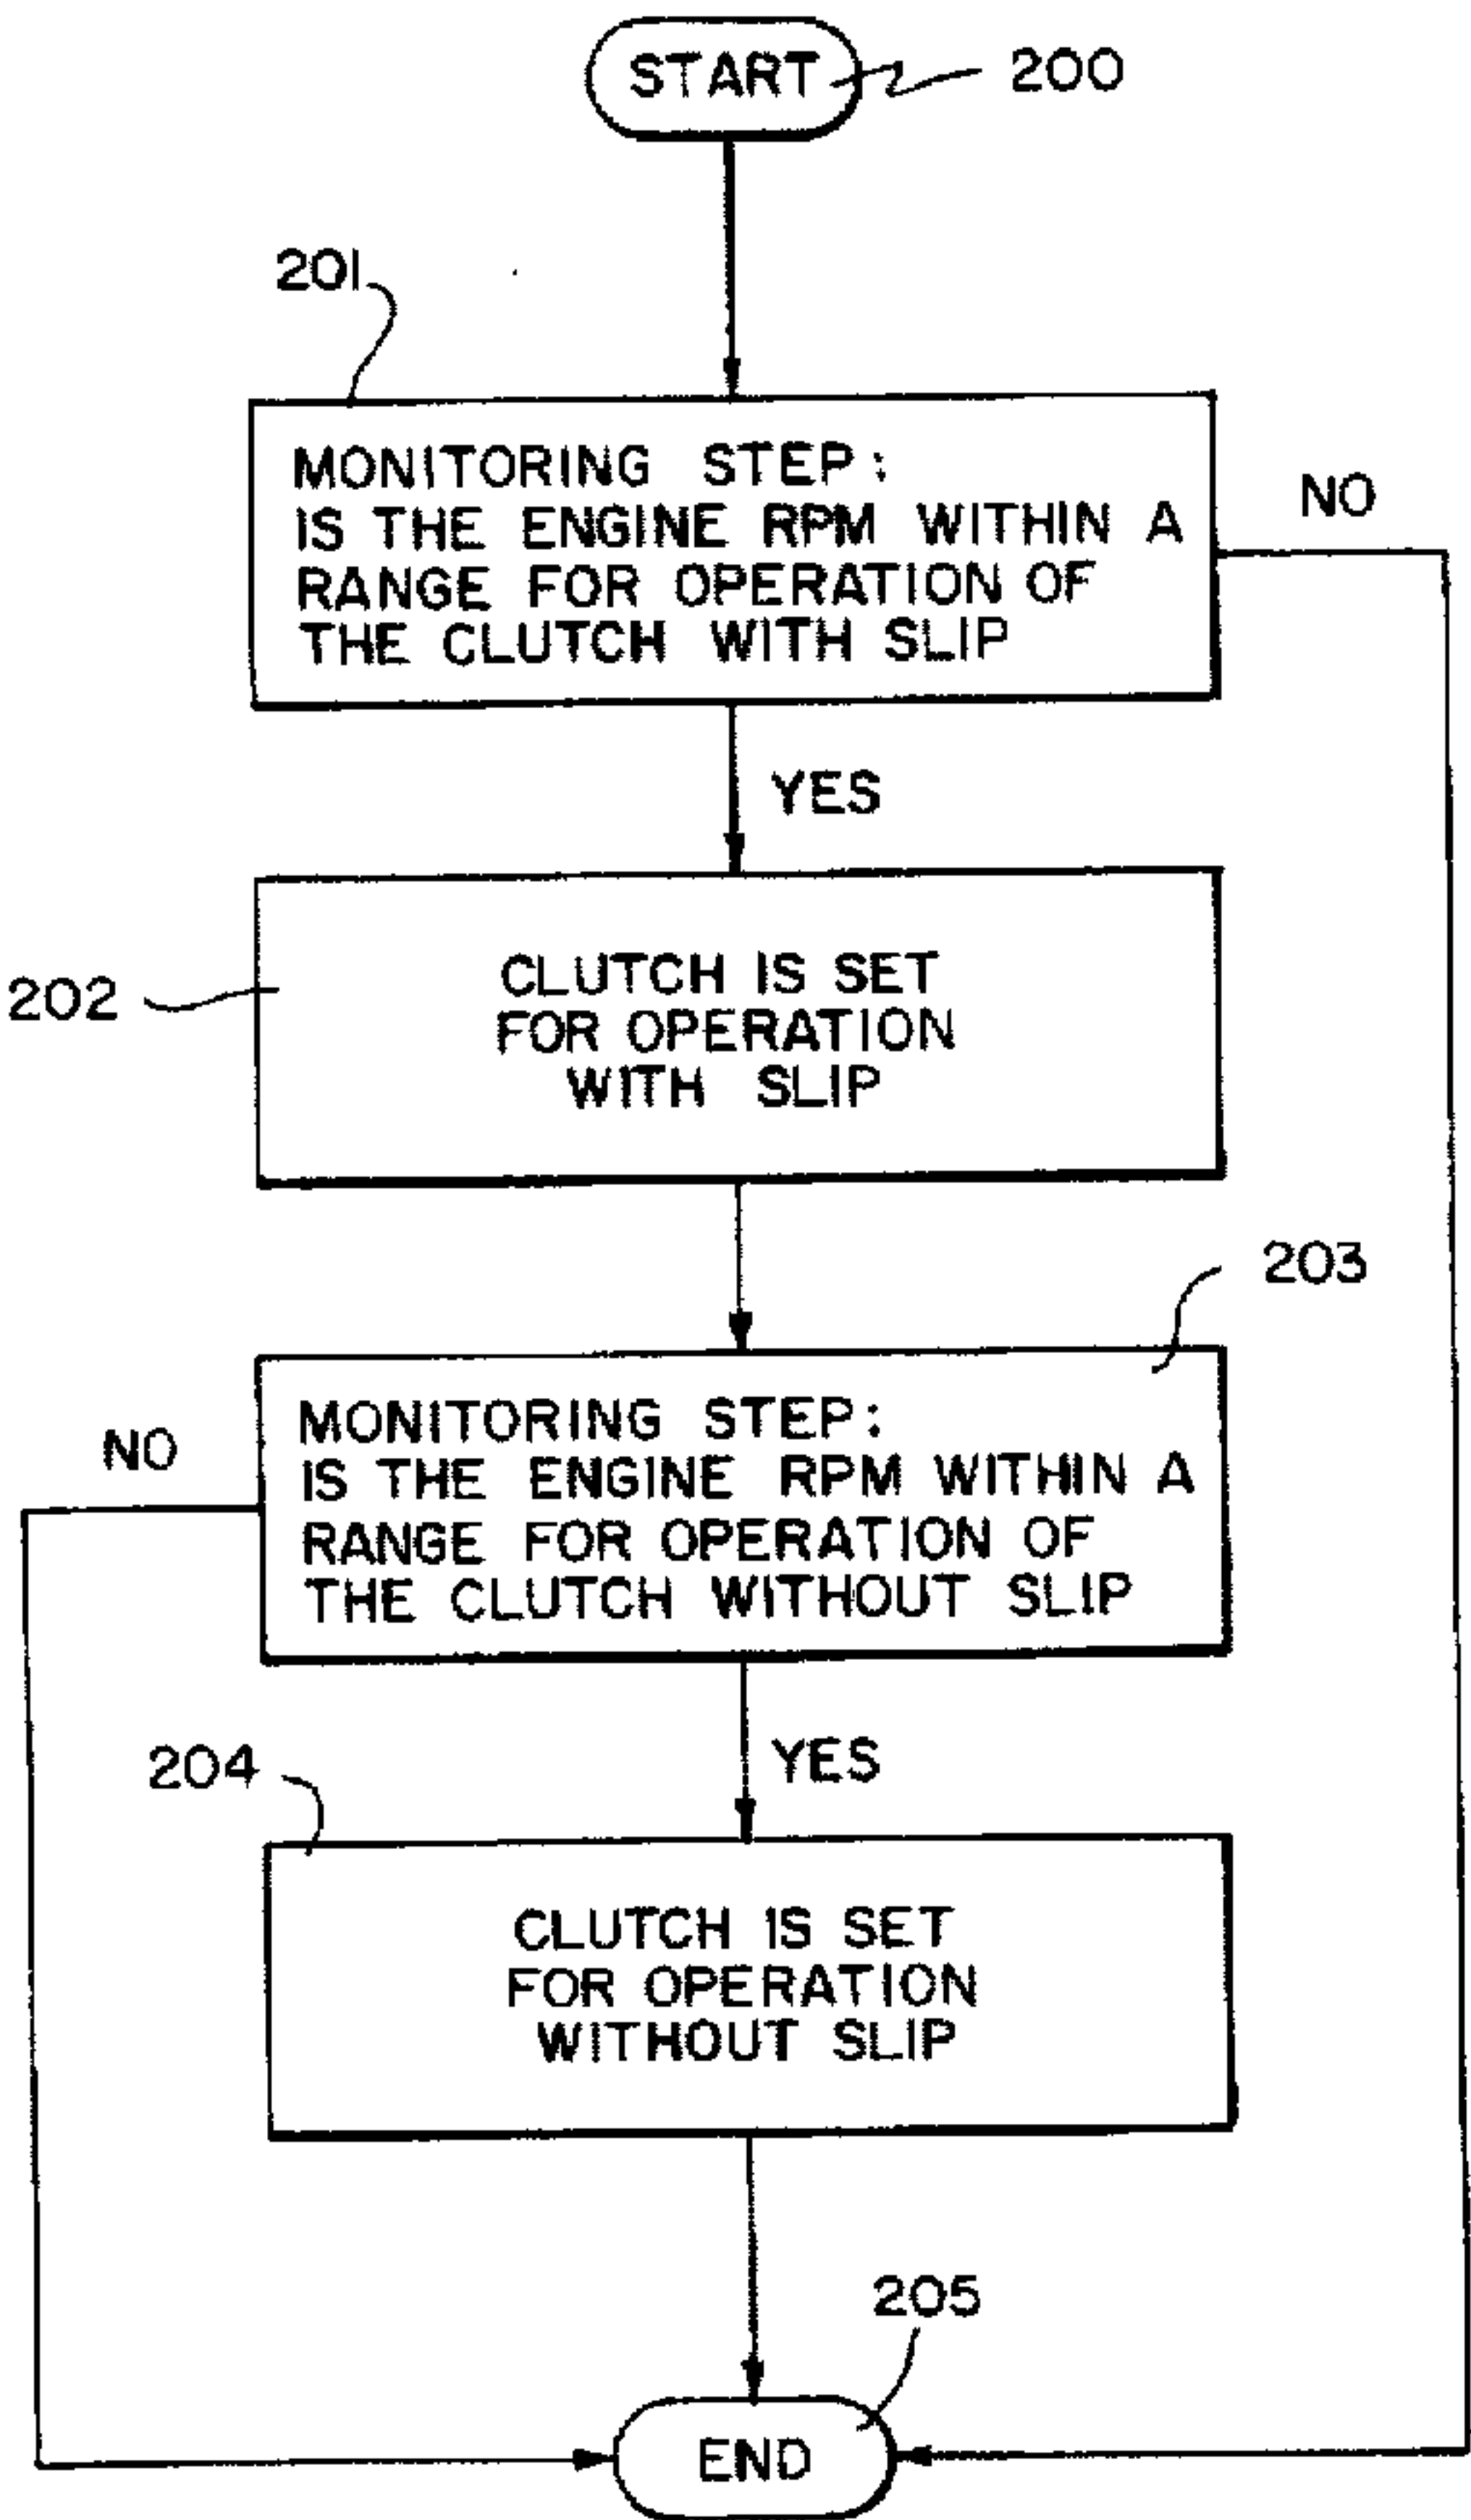 START
200
201
MONITORING STEP:
IS THE ENGINE RPM WITHIN A
RANGE FOR OPERATION OF
THE CLUTCH WITH SLIP
NO
YES
202
CLUTCH IS SET
FOR OPERATION
WITH SLIP
203
NO
MONITORING STEP:
IS THE ENGINE RPM WITHIN A
RANGE FOR OPERATION OF
THE CLUTCH WITHOUT SLIP
204
YES
CLUTCH IS SET
FOR OPERATION
WITHOUT SLIP
205
END